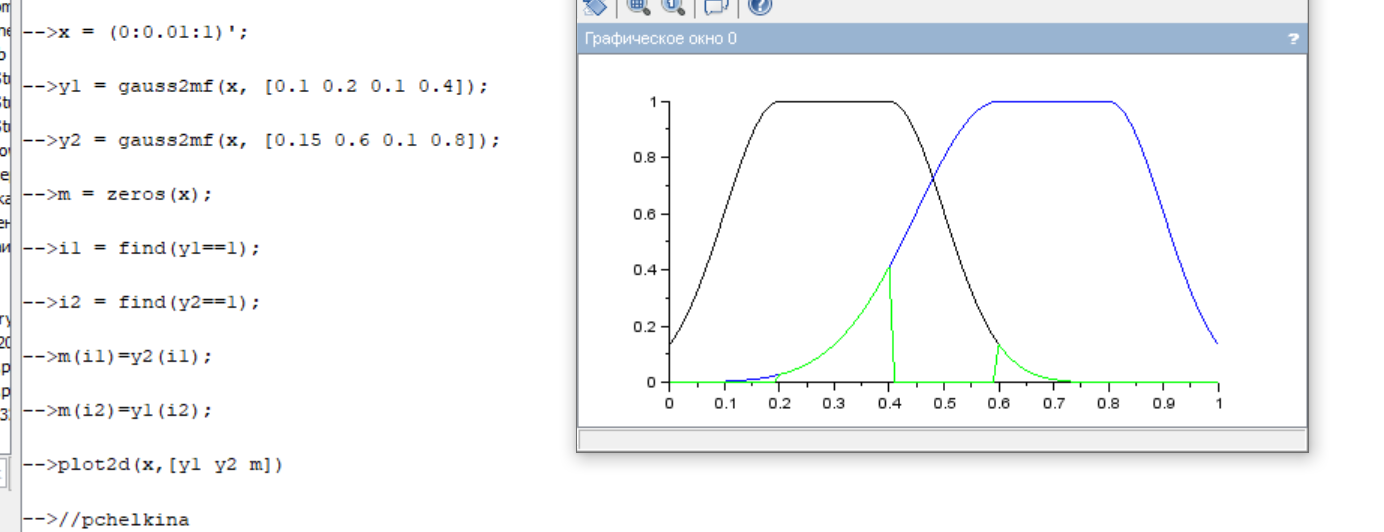 -->x = (0:0.01:1)';
-->y1 = gauss2mf(x, [0.1 0.2 0.1 0.4]);
-->y2 = gauss2mf(x, [0.15 0.6 0.1 0.8]);
-->m = zeros(x);
-->i1 = find(y1==1);
-->i2 = find(y2==1);
-->m(i1)=y2(i1);
-->m(i2)=y1(i2);
-->plot2d(x,[y1 y2 m])
-->//pchelkina
Графическое окно 0 ?
1
0.8
0.6
0.4
0.2
0
0 0.1 0.2 0.3 0.4 0.5 0.6 0.7 0.8 0.9 1